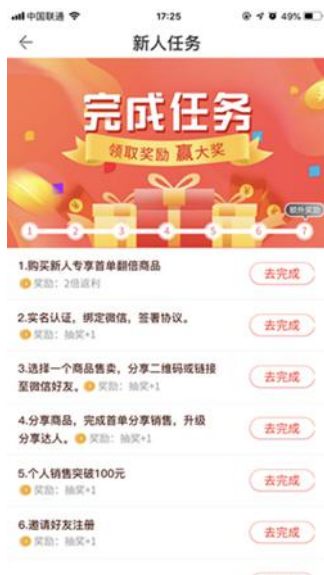 中国联通 17:25 49%
新人任务
完成任务
领取奖励 赢大奖
额外奖励
1 2 3 4 5 6 7
1.购买新人专享首单翻倍商品
奖励：2倍返利
去完成
2.实名认证，绑定微信，签署协议。
奖励：抽奖+1
去完成
3.选择一个商品售卖，分享二维码或链接
至微信好友。 奖励：抽奖+1
去完成
4.分享商品，完成首单分享销售，升级
分享达人。 奖励：抽奖+1
去完成
5.个人销售突破100元
奖励：抽奖+1
去完成
6.邀请好友注册
奖励：抽奖+1
去完成